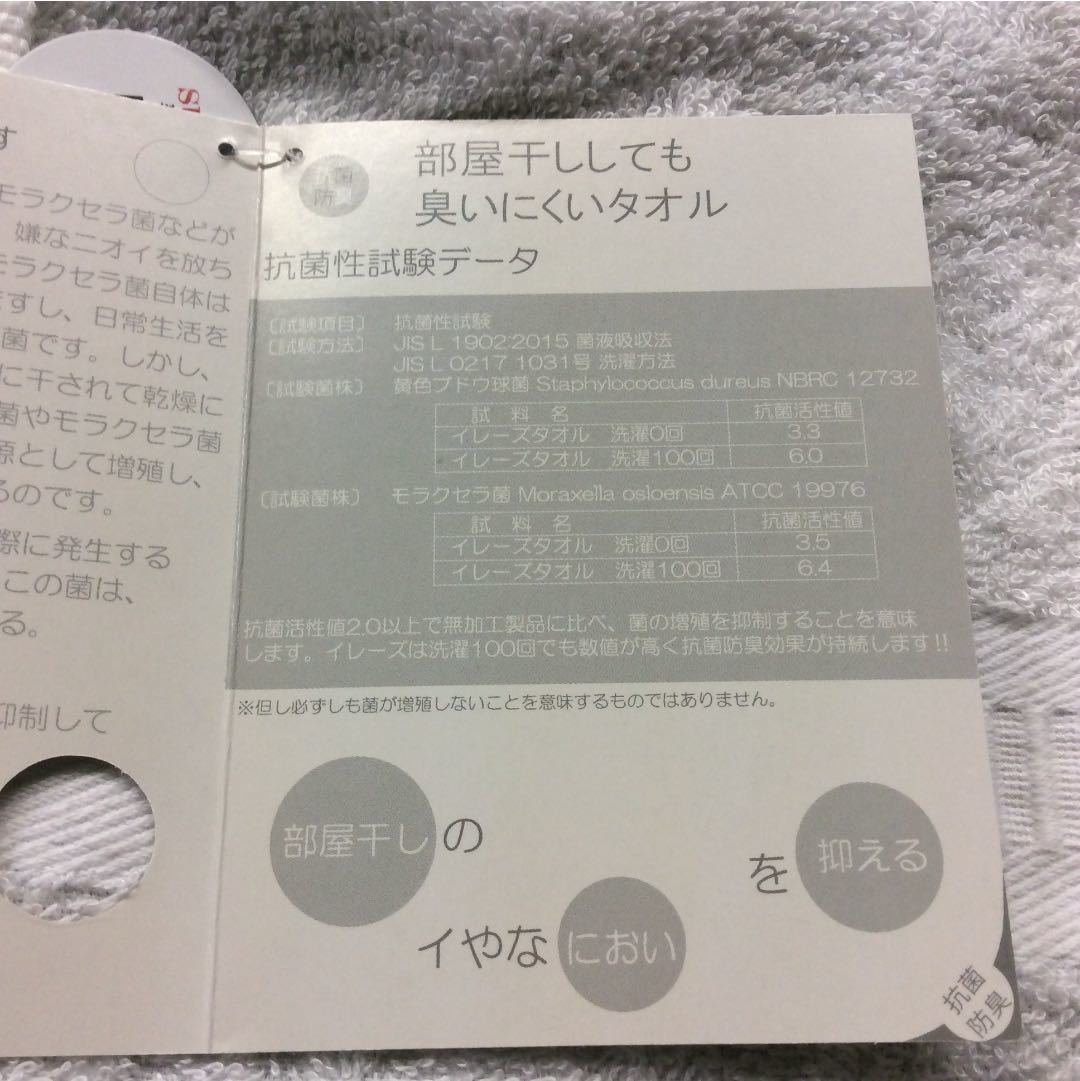 す
モラクセラ菌などが
嫌なニオイを放ち
モラクセラ菌自体は
ますし、日常生活を
菌です。しかし、
に干されて乾燥に
菌やモラクセラ菌
源として増殖し、
るのです。
際に発生する
この菌は、
る。
抑制して
抗菌
防臭
部屋干ししても
臭いにくいタオル
抗菌性試験データ
〔試験項目〕 抗菌性試験
〔試験方法〕 JIS L 1902:2015 菌液吸収法
JIS L 0217 1031号 洗濯方法
〔試験菌株〕 黄色ブドウ球菌 Staphylococcus dureus NBRC 12732
試料名 抗菌活性値
イレーズタオル 洗濯0回 3.3
イレーズタオル 洗濯100回 6.0
〔試験菌株〕 モラクセラ菌 Moraxella osloensis ATCC 19976
試料名 抗菌活性値
イレーズタオル 洗濯0回 3.5
イレーズタオル 洗濯100回 6.4
抗菌活性値2.0以上で無加工製品に比べ、菌の増殖を抑制することを意味
します。イレーズは洗濯100回でも数値が高く抗菌防臭効果が持続します!!
※但し必ずしも菌が増殖しないことを意味するものではありません。
部屋干しの
イやなにおい
を抑える
抗菌
防臭